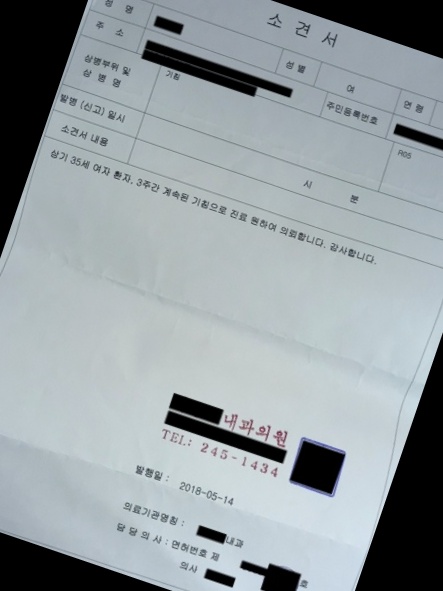 소견서
성 명
성 별
여
연 령
주 소
주민등록번호
상병부위 및
상 병 명
기침
R05
발병 (신고) 일시
시 분
소견서 내용
상기 35세 여자 환자, 3주간 계속된 기침으로 진료 원하여 의뢰합니다. 감사합니다.
내과의원
TEL: 245-1434
발행일 : 2018-05-14
의료기관명칭 : 내과
담 당 의 사 : 면허번호 제 호
의사